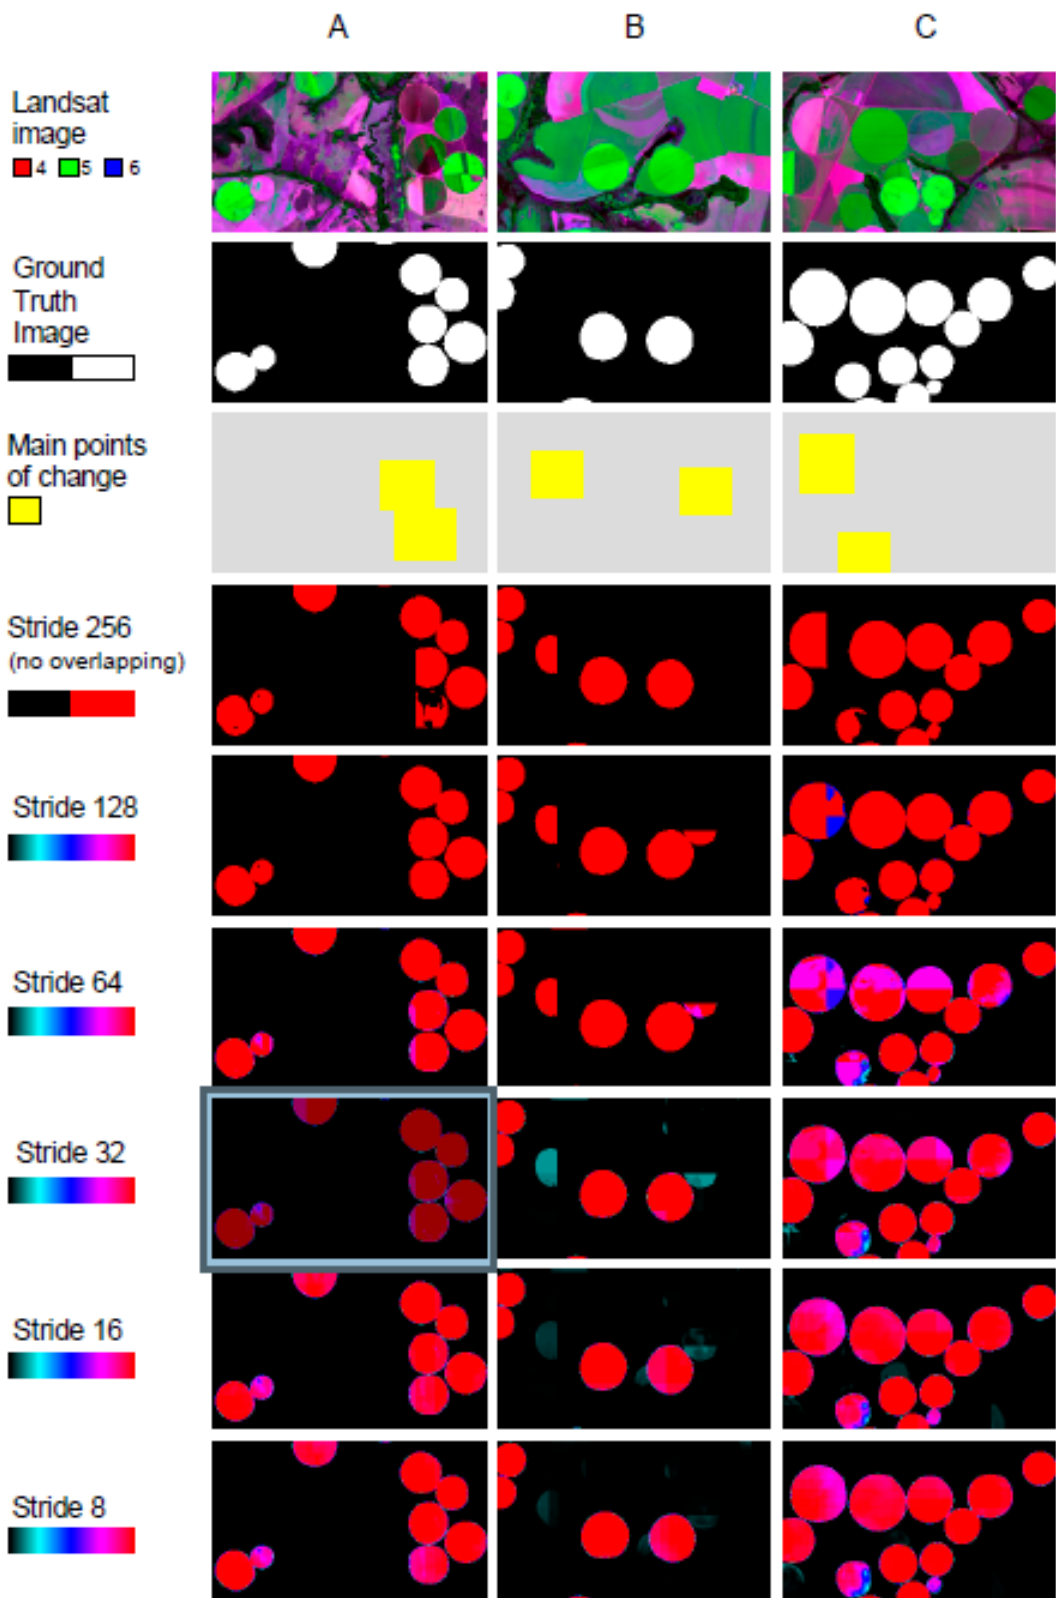 A B C
Landsat
image
4 5 6
Ground
Truth
Image
Main points
of change
Stride 256
(no overlapping)
Stride 128
Stride 64
Stride 32
Stride 16
Stride 8